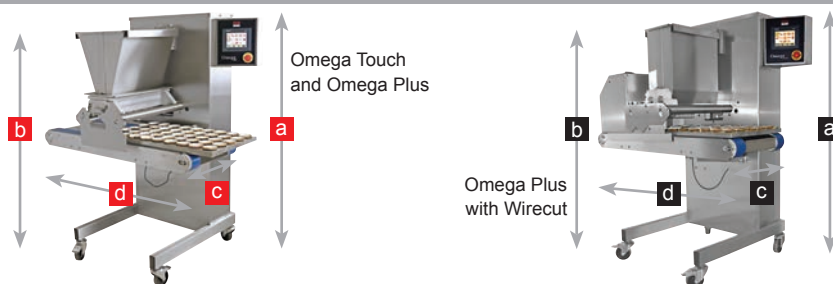 Omega Touch
and Omega Plus
b
a
d
c
Omega Plus
with Wirecut
b
a
d
c